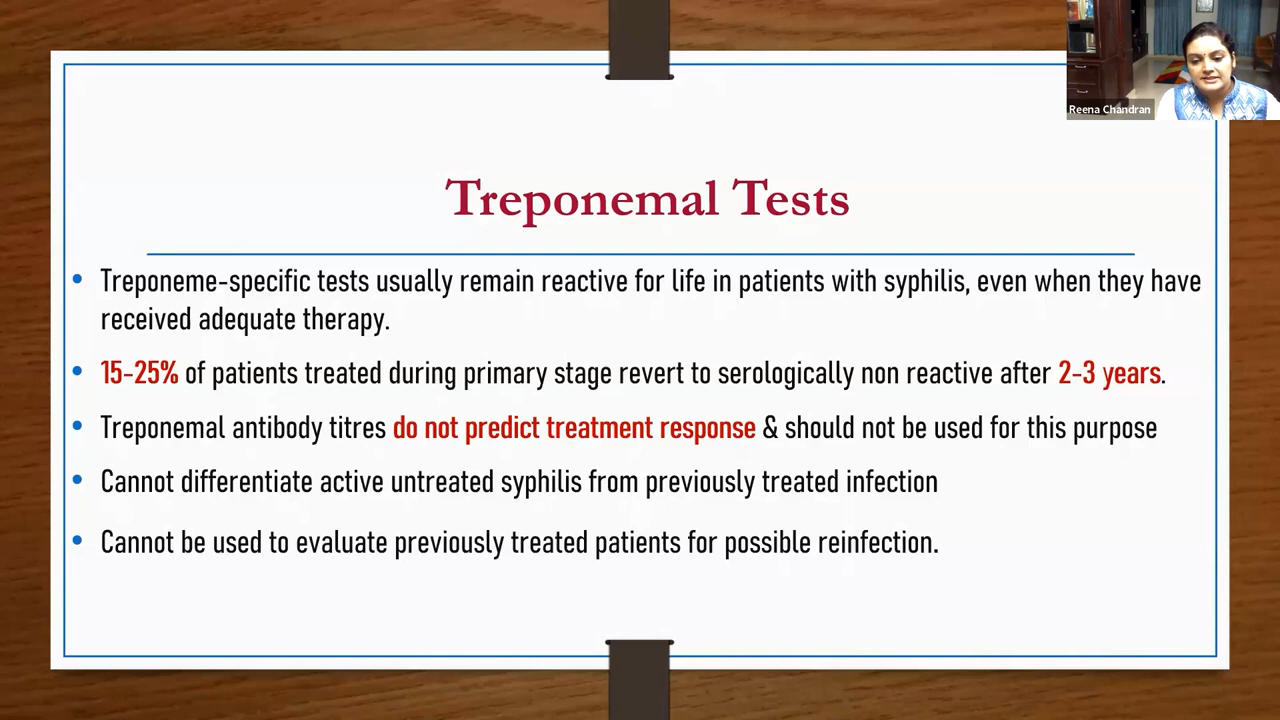 Reena Chandran
Treponemal Tests
• Treponeme-specific tests usually remain reactive for life in patients with syphilis, even when they have
received adequate therapy.
• 15-25% of patients treated during primary stage revert to serologically non reactive after 2-3 years.
• Treponemal antibody titres do not predict treatment response & should not be used for this purpose
• Cannot differentiate active untreated syphilis from previously treated infection
• Cannot be used to evaluate previously treated patients for possible reinfection.